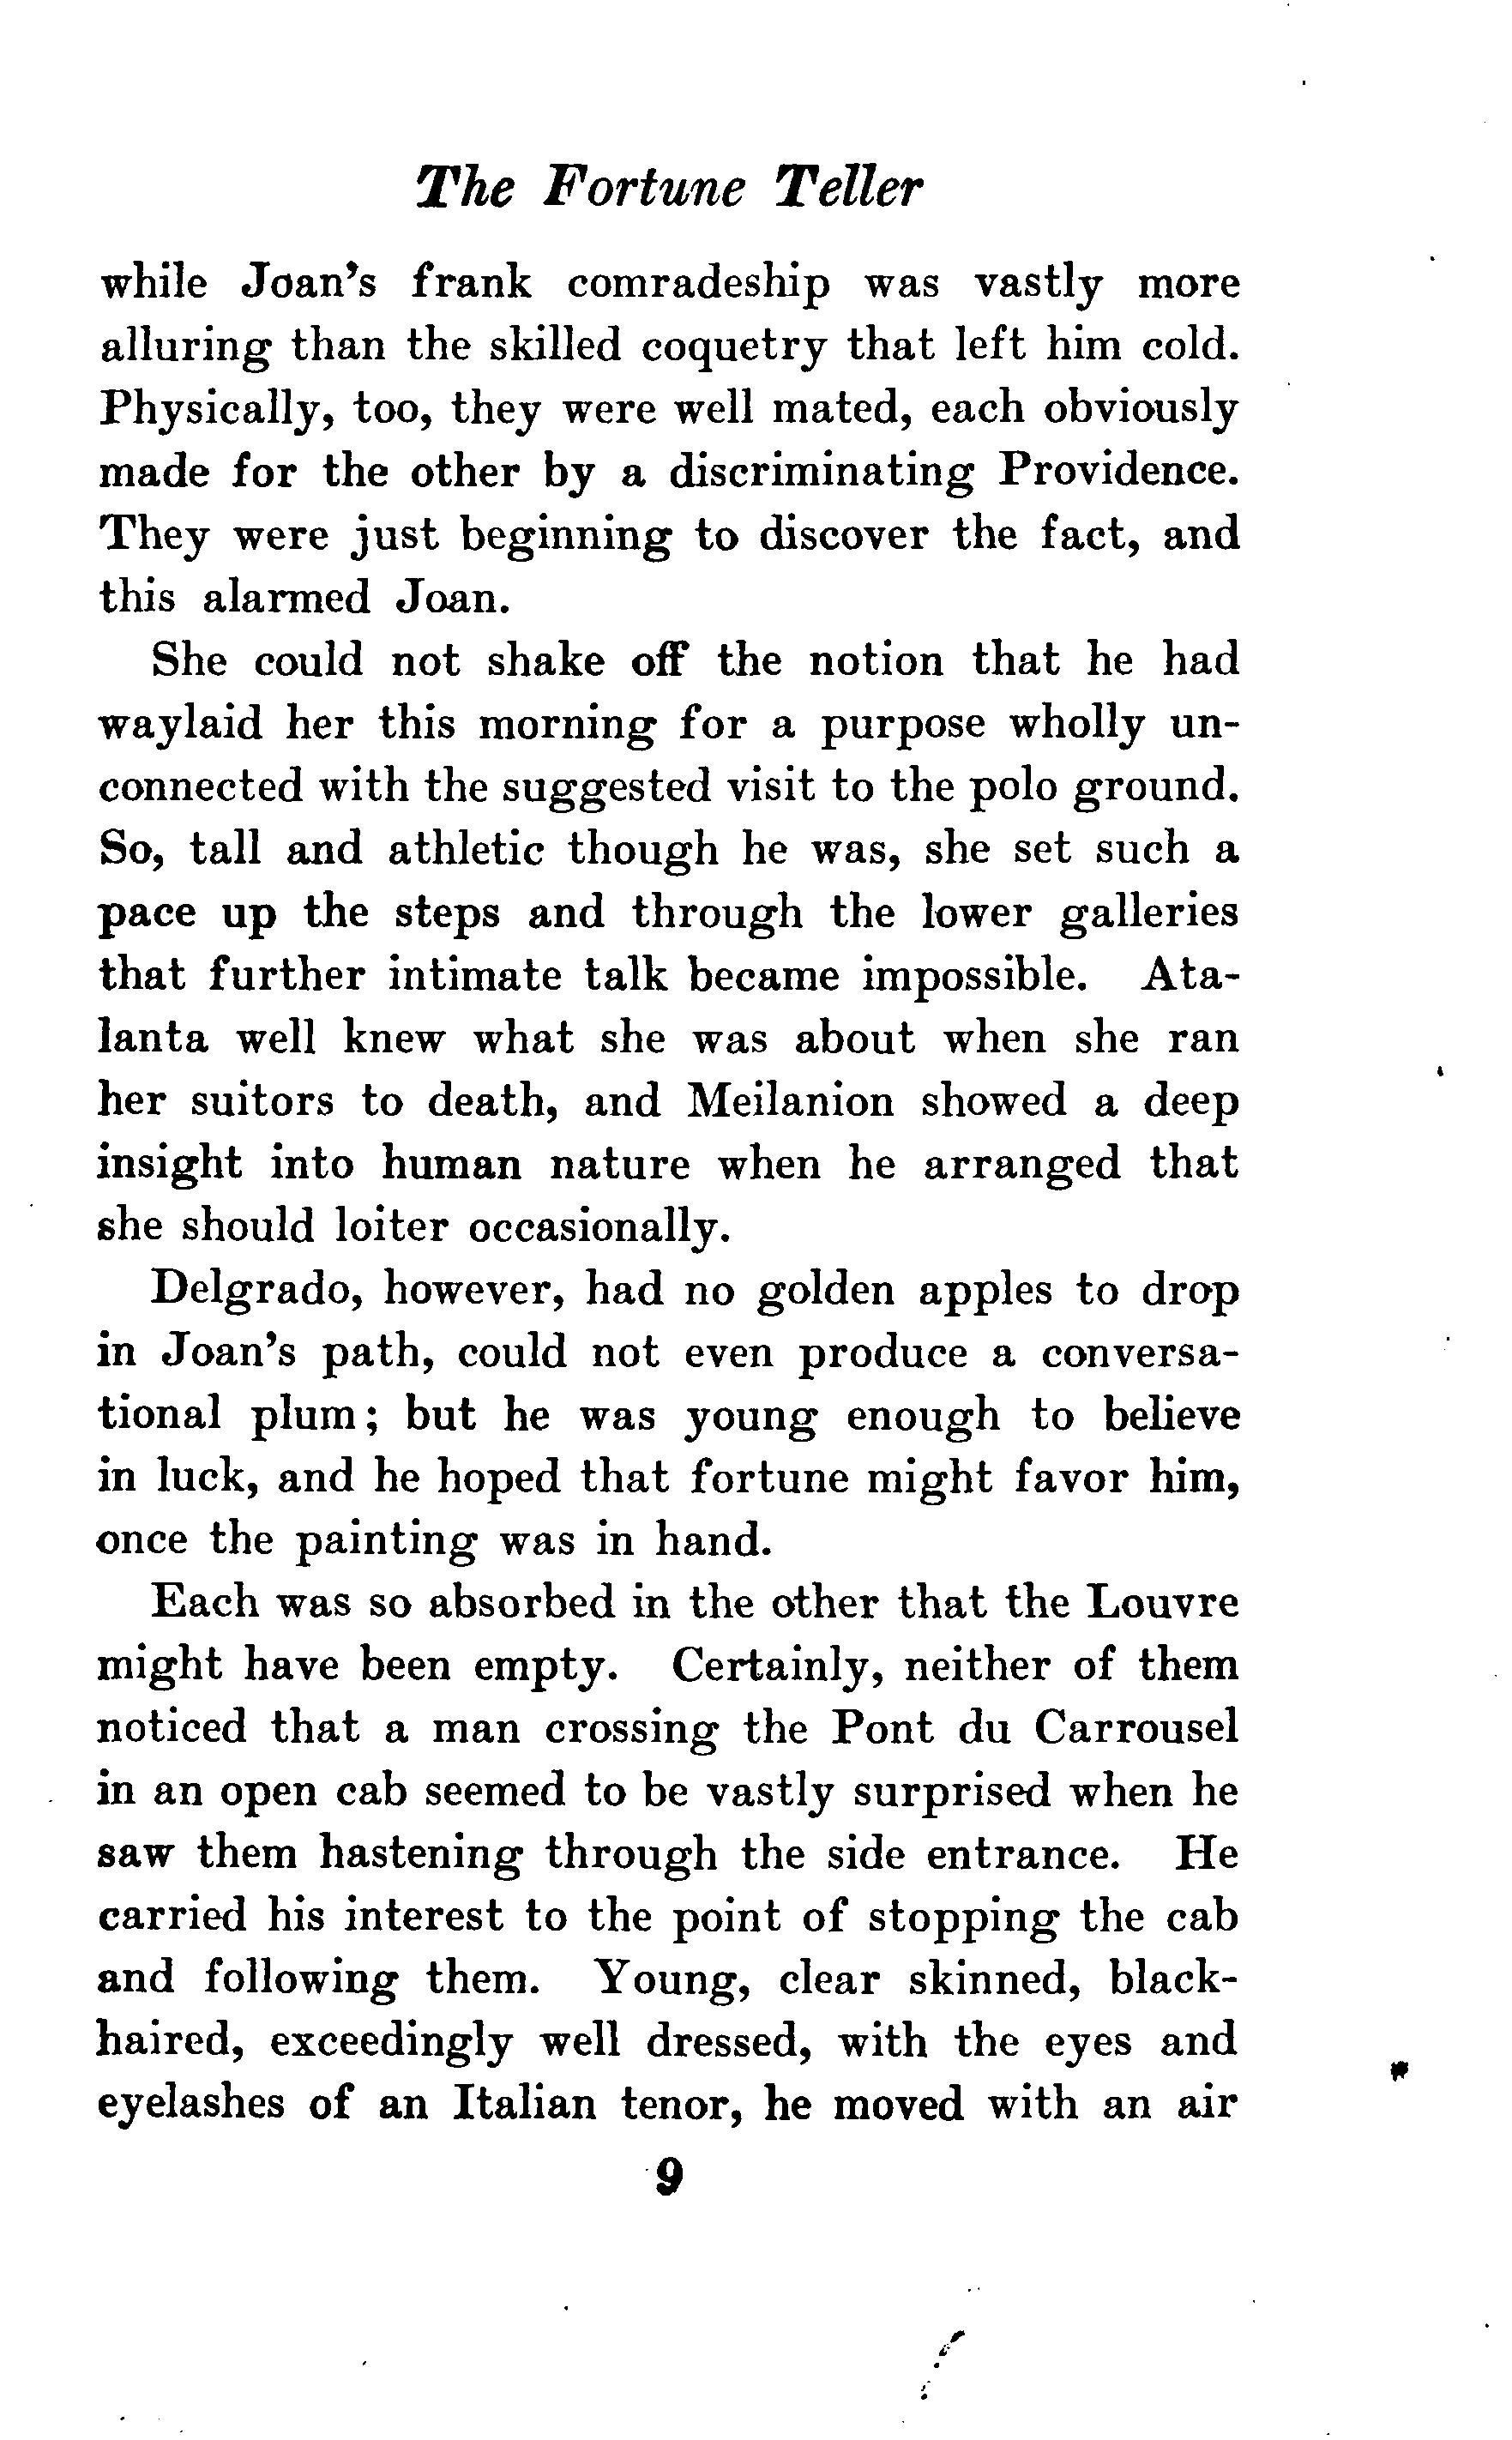 The Fortune Teller
while Joan's frank comradeship was vastly more
alluring than the skilled coquetry that left him cold.
Physically, too, they were well mated, each obviously
made for the other by a discriminating Providence.
They were just beginning to discover the fact, and
this alarmed Joan.
She could not shake off the notion that he had
waylaid her this morning for a purpose wholly un-
connected with the suggested visit to the polo ground.
So, tall and athletic though he was, she set such a
pace up the steps and through the lower galleries
that further intimate talk became impossible. Ata-
lanta well knew what she was about when she ran
her suitors to death, and Meilanion showed a deep
insight into human nature when he arranged that
she should loiter occasionally.
Delgrado, however, had no golden apples to drop
in Joan's path, could not even produce a conversa-
tional plum; but he was young enough to believe
in luck, and he hoped that fortune might favor him,
once the painting was in hand.
Each was so absorbed in the other that the Louvre
might have been empty. Certainly, neither of them
noticed that a man crossing the Pont du Carrousel
in an open cab seemed to be vastly surprised when he
saw them hastening through the side entrance. He
carried his interest to the point of stopping the cab
and following them. Young, clear skinned, black-
haired, exceedingly well dressed, with the eyes and
eyelashes of an Italian tenor, he moved with an air
9